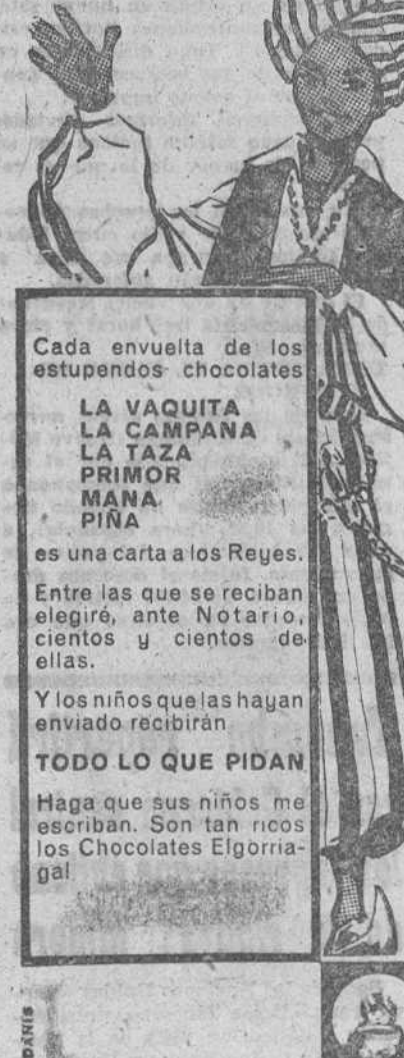 Cada envuelta de los
estupendos chocolates
LA VAQUITA
LA CAMPANA
LA TAZA
PRIMOR
MANA
PIÑA
es una carta a los Reyes.
Entre las que se reciban
elegiré, ante Notario,
cientos y cientos de
ellas.
Y los niños que las hayan
enviado recibirán
TODO LO QUE PIDAN
Haga que sus niños me
escriban. Son tan ricos
los Chocolates Elgorria-
ga!
DANIS